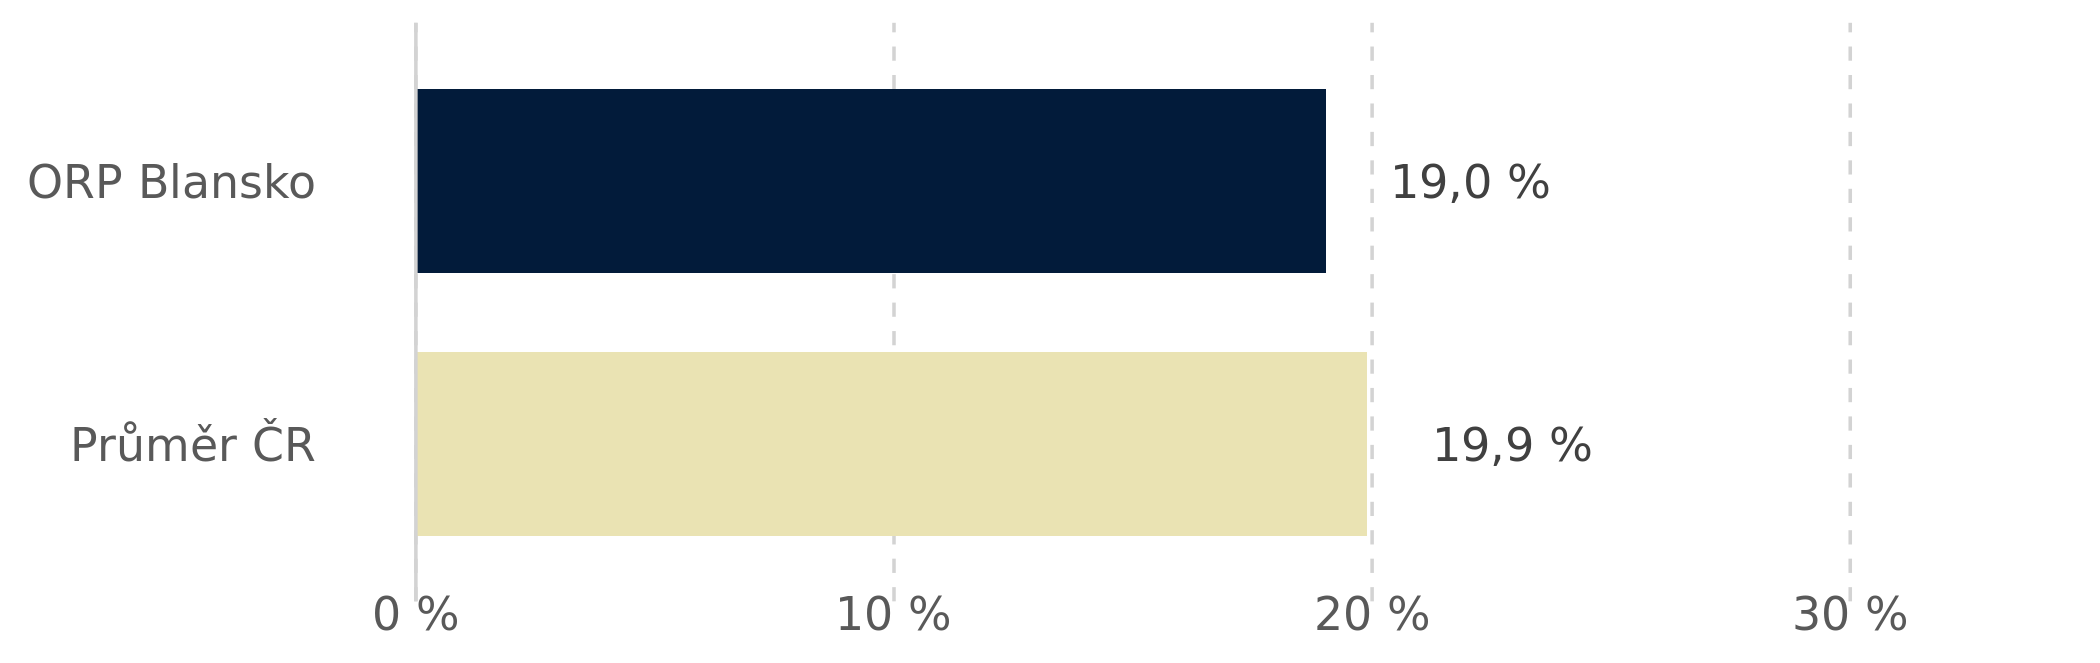 ORP Blansko 19,0 %
Průměr ČR 19,9 %
0 % 10 % 20 % 30 %